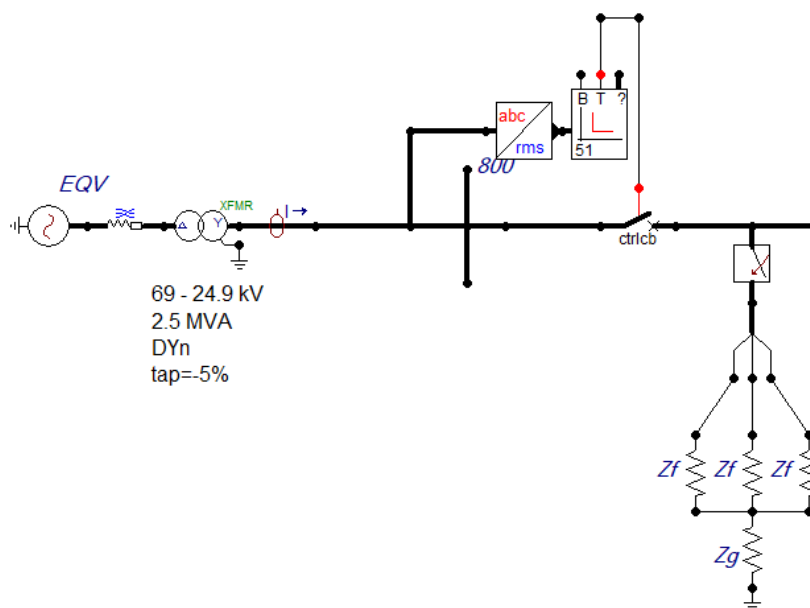 B T ?
abc
rms
51
800
EQV
XFMR
Y
I
ctrlcb
69 - 24.9 kV
2.5 MVA
DYn
tap=-5%
Zf
Zf
Zf
Zg